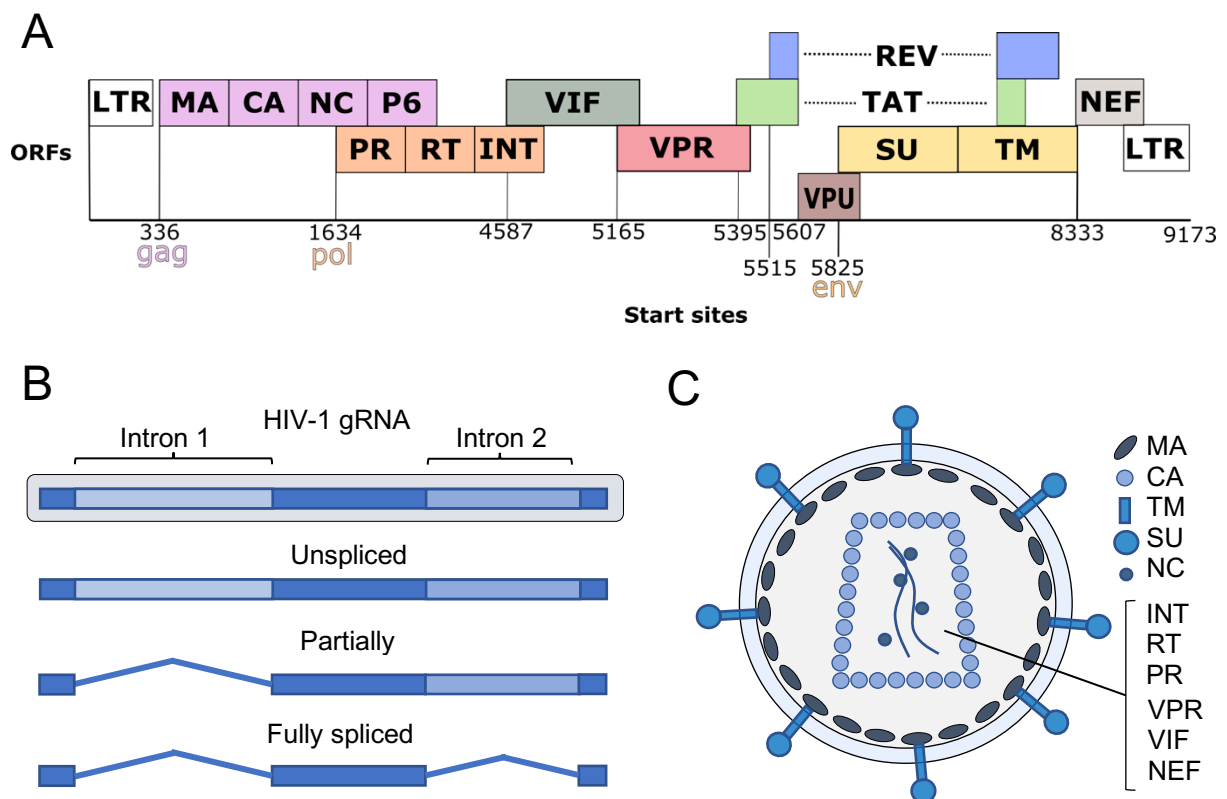 A
REV
LTR MA CA NC P6 VIF TAT NEF
ORFs PR RT INT VPR SU TM LTR
VPU
336 1634 4587 5165 5395 5607 8333 9173
gag pol 5515 5825
env
Start sites
B
HIV-1 gRNA
Intron 1 Intron 2
Unspliced
Partially
Fully spliced
C
MA
CA
TM
SU
NC
INT
RT
PR
VPR
VIF
NEF